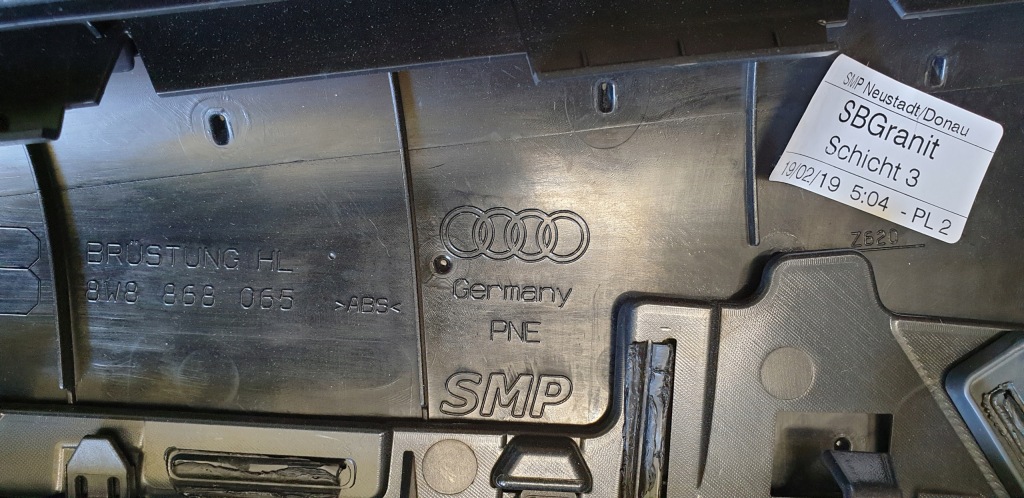 BRÜSTUNG HL
8W8 868 065
>ABS<
Germany
PNE
SMP
SMP Neustadt/Donau
SBGranit
Schicht 3
19/02/19 5:04 - PL 2
Z620